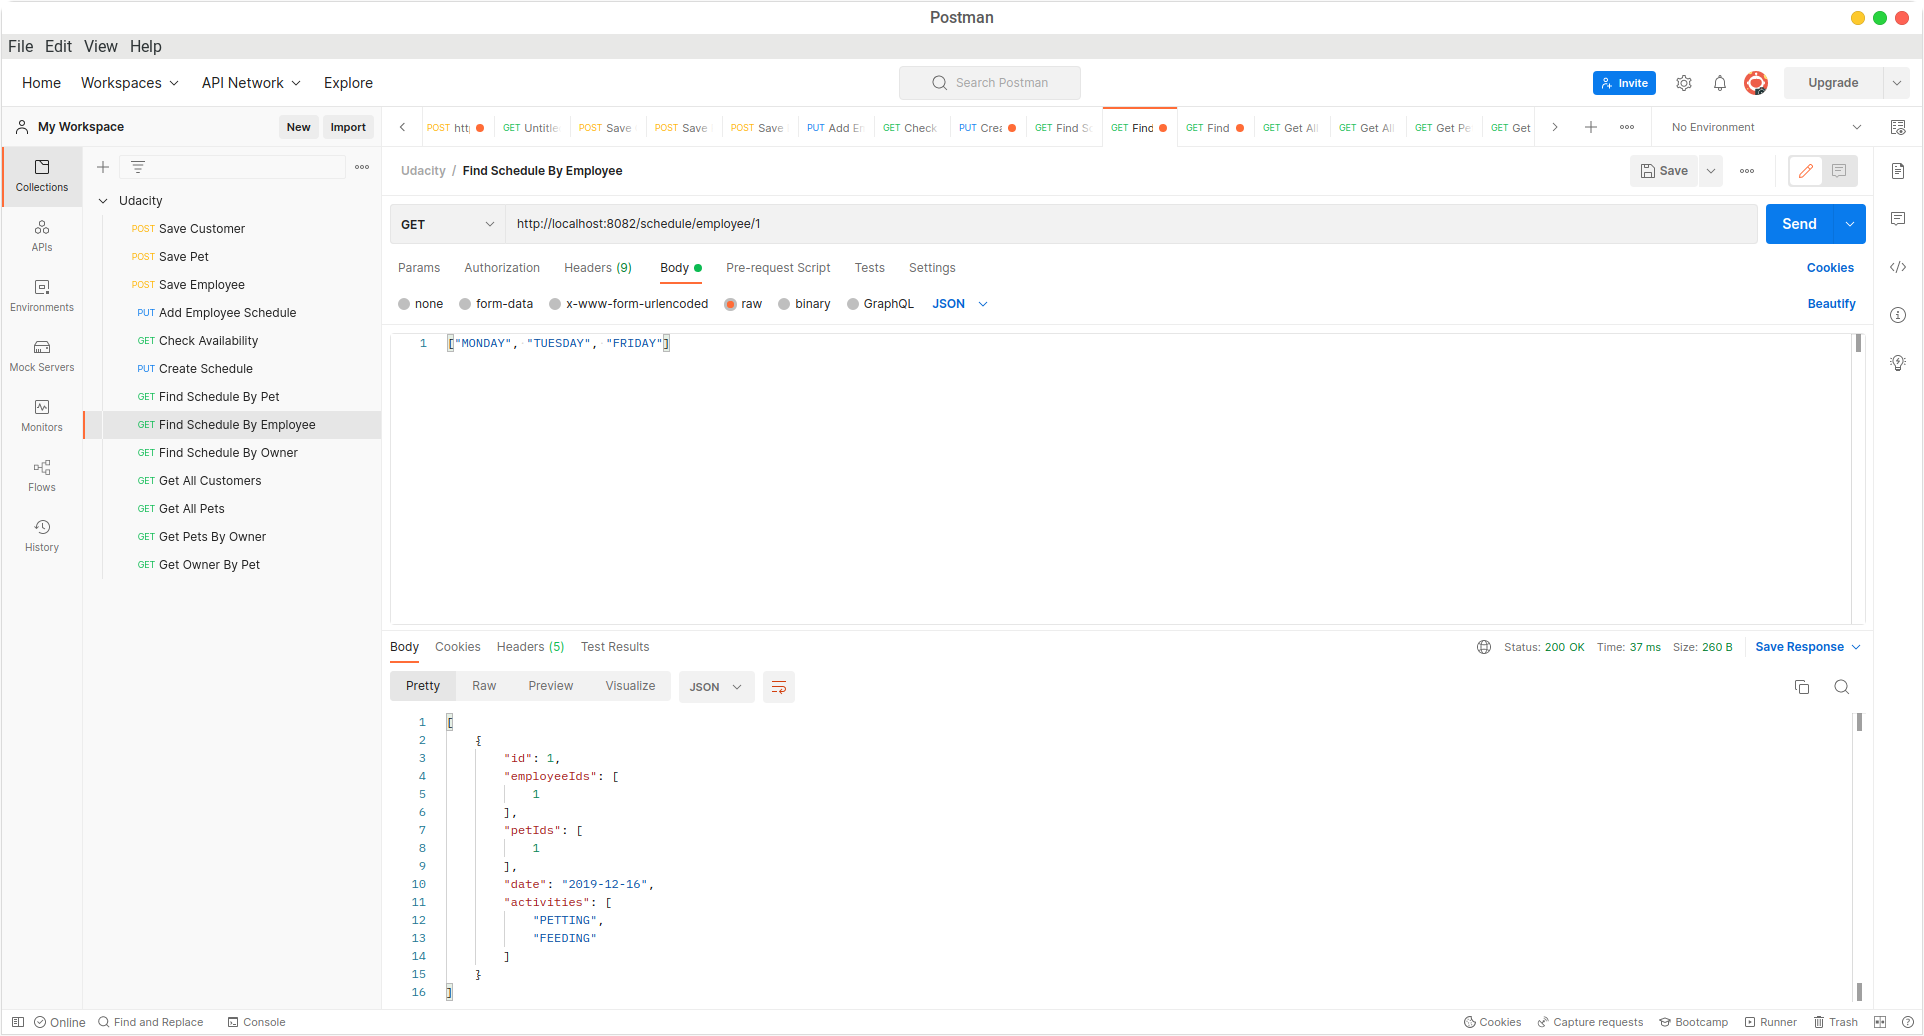 Postman
File Edit View Help
Home Workspaces API Network Explore Search Postman Invite Upgrade
My Workspace New Import
POST GET Untitle POST Save POST Save POST Save PUT Add GET Check PUT Crea GET Find GET Find GET Find GET Get All GET Get All GET Get Pe GET Get No Environment
Collections
APIs
Environments
Mock Servers
Monitors
Flows
History
Udacity
POST Save Customer
POST Save Pet
POST Save Employee
PUT Add Employee Schedule
GET Check Availability
PUT Create Schedule
GET Find Schedule By Pet
GET Find Schedule By Employee
GET Find Schedule By Owner
GET Get All Customers
GET Get All Pets
GET Get Pets By Owner
GET Get Owner By Pet
Udacity / Find Schedule By Employee Save
GET http://localhost:8082/schedule/employee/1 Send
Params Authorization Headers (9) Body Pre-request Script Tests Settings Cookies
none form-data x-www-form-urlencoded raw binary GraphQL JSON Beautify
1 ["MONDAY", "TUESDAY", "FRIDAY"]
Body Cookies Headers (5) Test Results Status: 200 OK Time: 37 ms Size: 260 B Save Response
Pretty Raw Preview Visualize JSON
1 [
2 {
3 "id": 1,
4 "employeeIds": [
5 1
6 ],
7 "petIds": [
8 1
9 ],
10 "date": "2019-12-16",
11 "activities": [
12 "PETTING",
13 "FEEDING"
14 ]
15 }
16 ]
Online Find and Replace Console Cookies Capture requests Bootcamp Runner Trash